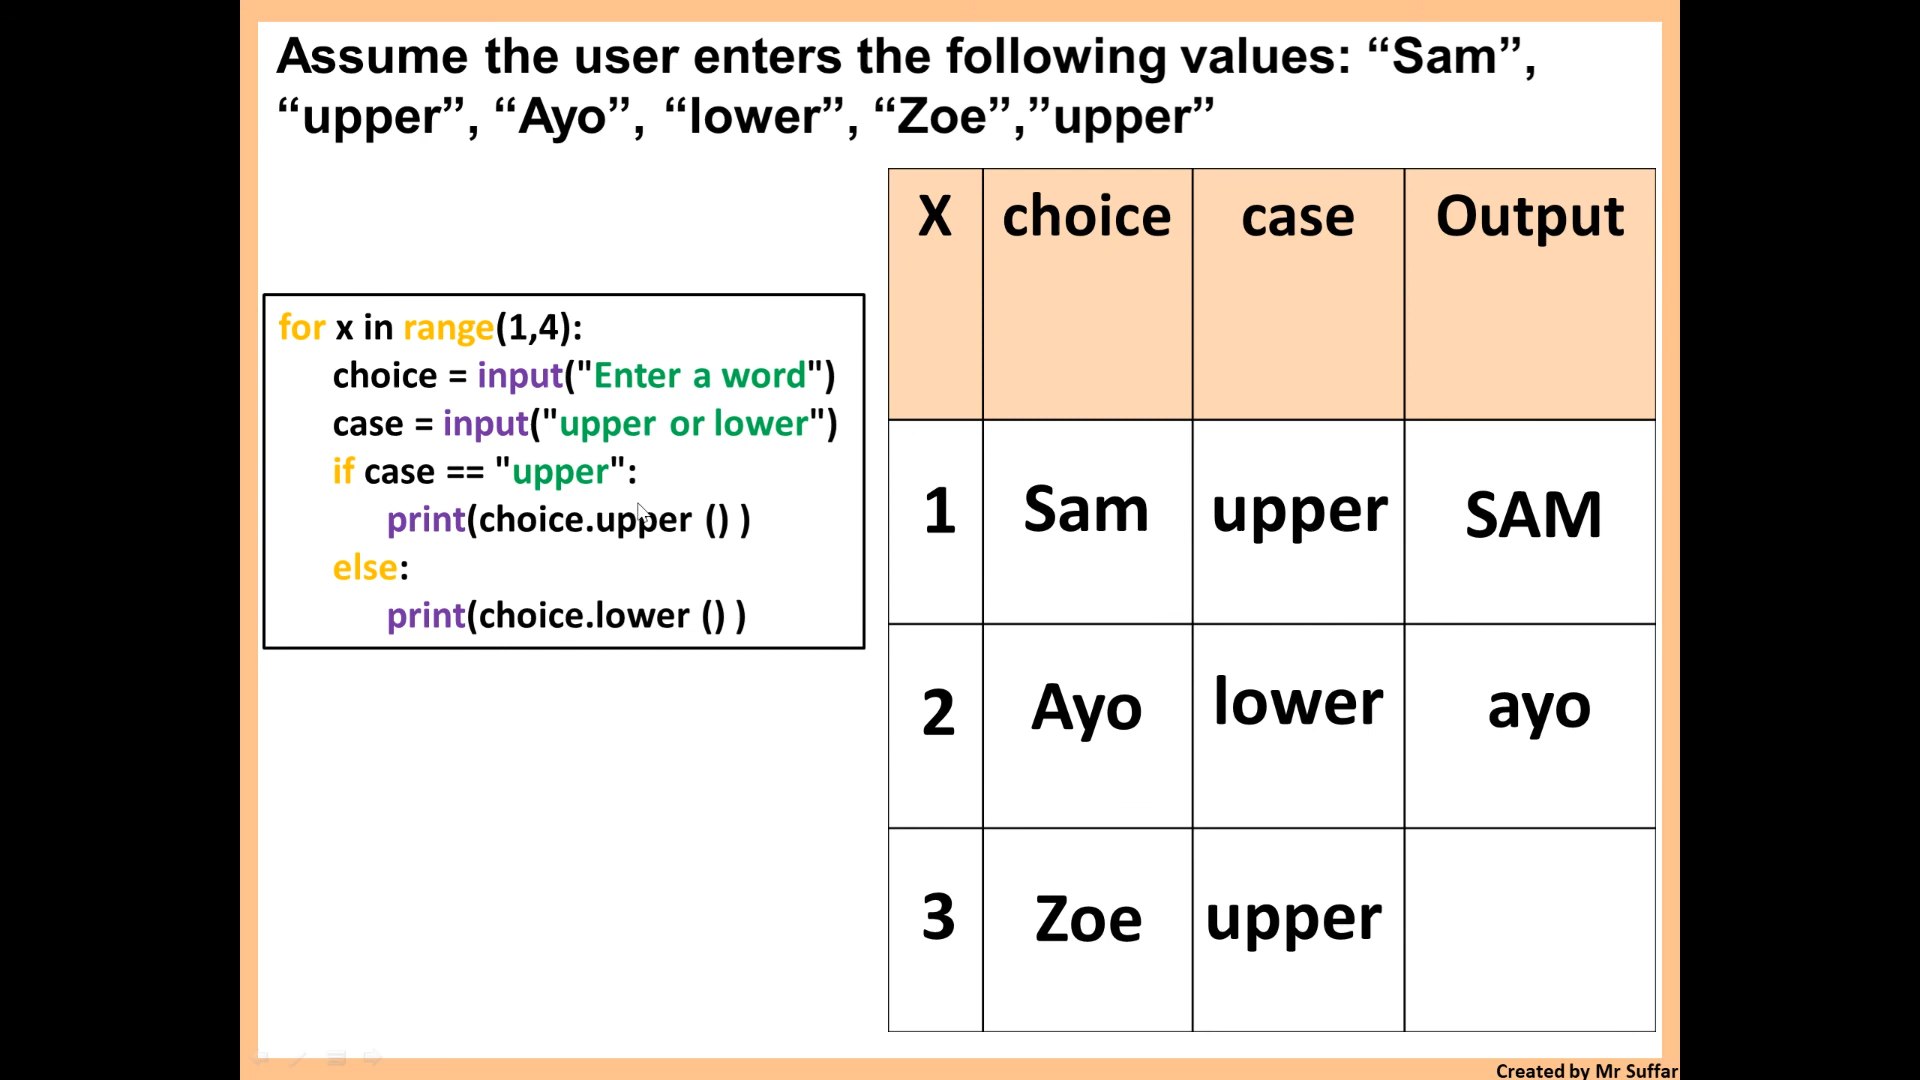 Assume the user enters the following values: “Sam”,
“upper”, “Ayo”, “lower”, “Zoe”,”upper”
for x in range(1,4):
choice = input("Enter a word")
case = input("upper or lower")
if case == "upper":
print(choice.upper () )
else:
print(choice.lower () )
X choice case Output
1 Sam upper SAM
2 Ayo lower ayo
3 Zoe upper
Created by Mr Suffar